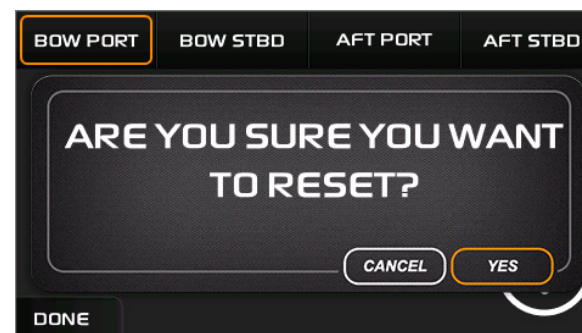 BOW PORT BOW STBD AFT PORT AFT STBD
ARE YOU SURE YOU WANT
TO RESET?
CANCEL YES
DONE